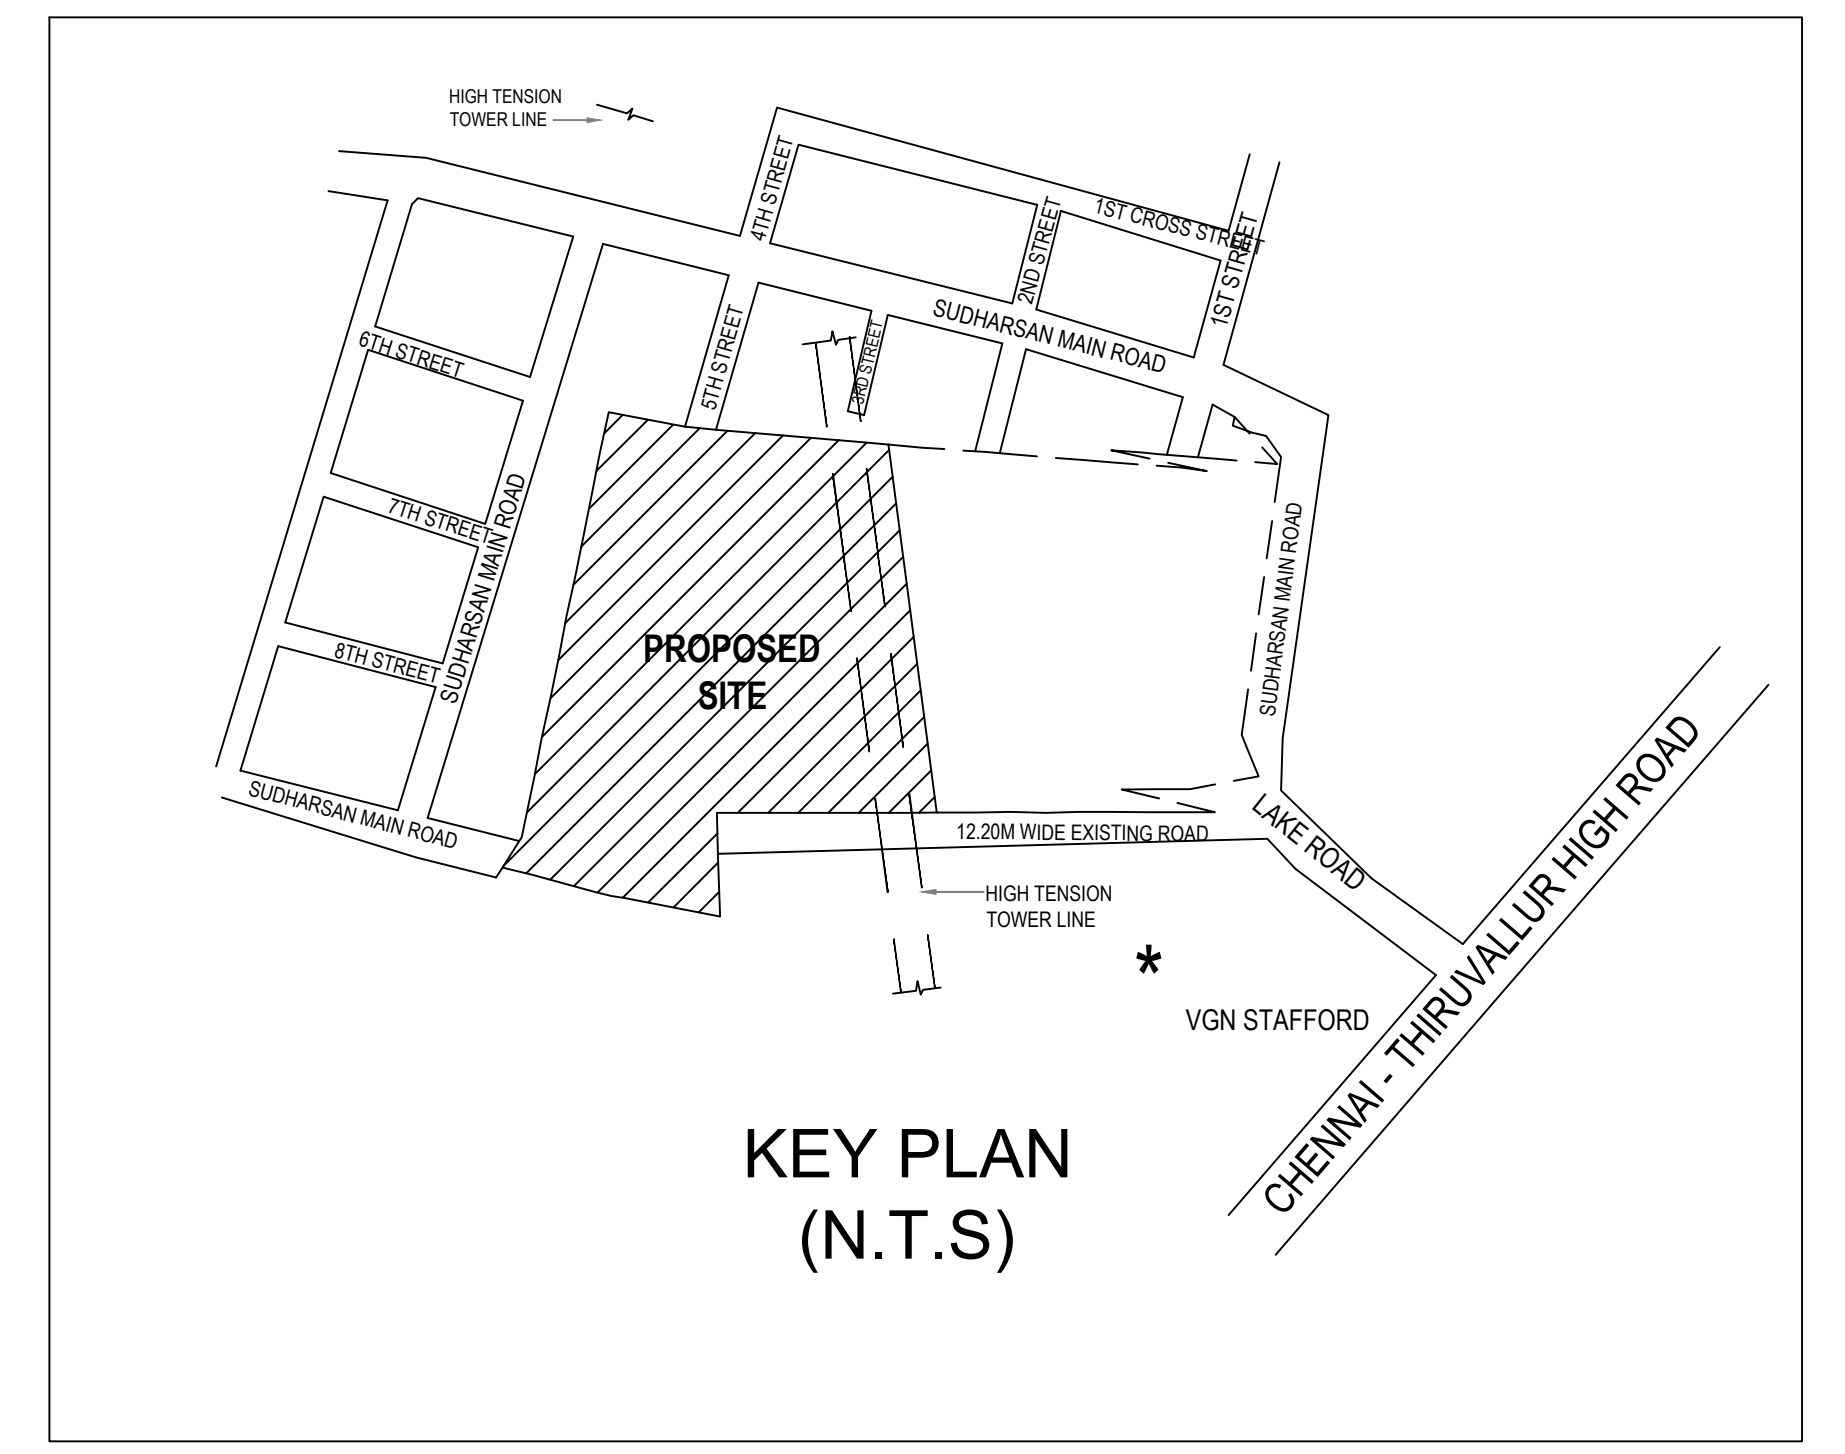 HIGH TENSION
TOWER LINE
4TH STREET
1ST CROSS STREET
2ND STREET
1ST STREET
SUDHARSAN MAIN ROAD
6TH STREET
5TH STREET
3RD STREET
7TH STREET
SUDHARSAN MAIN ROAD
SUDHARSAN MAIN ROAD
8TH STREET
PROPOSED
SITE
SUDHARSAN MAIN ROAD
12.20M WIDE EXISTING ROAD
LAKE ROAD
HIGH TENSION
TOWER LINE
*
VGN STAFFORD
CHENNAI - THIRUVALLUR HIGH ROAD
KEY PLAN
(N.T.S)